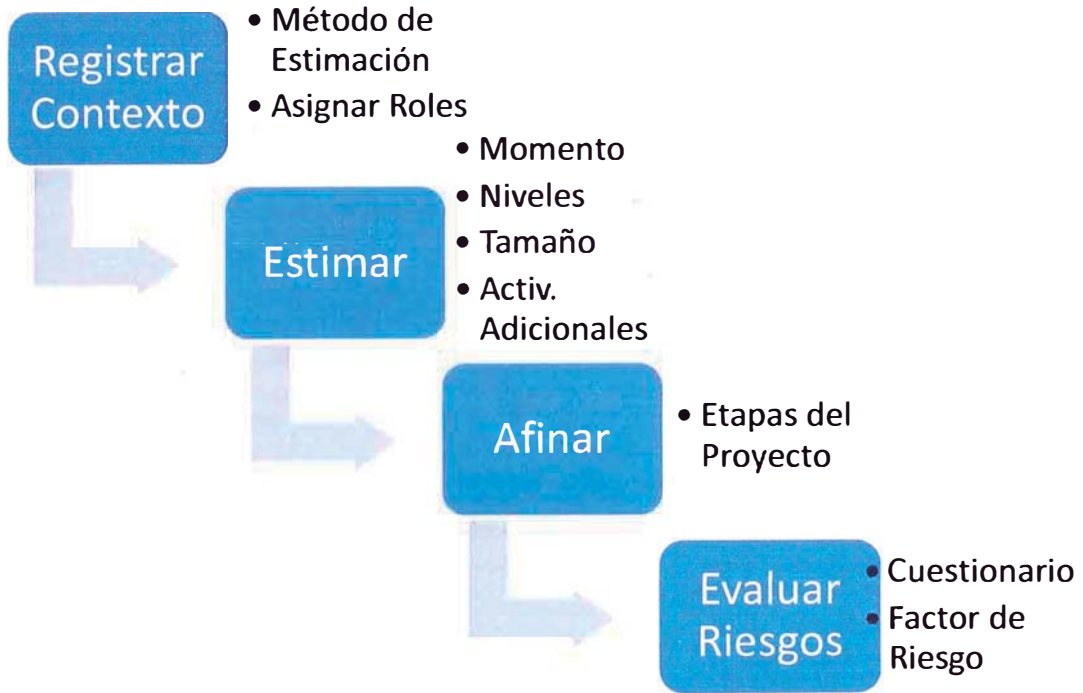 Registrar
Contexto
• Método de
Estimación
• Asignar Roles
Estimar
• Momento
• Niveles
• Tamaño
• Activ.
Adicionales
Afinar
• Etapas del
Proyecto
Evaluar
Riesgos
• Cuestionario
• Factor de
Riesgo